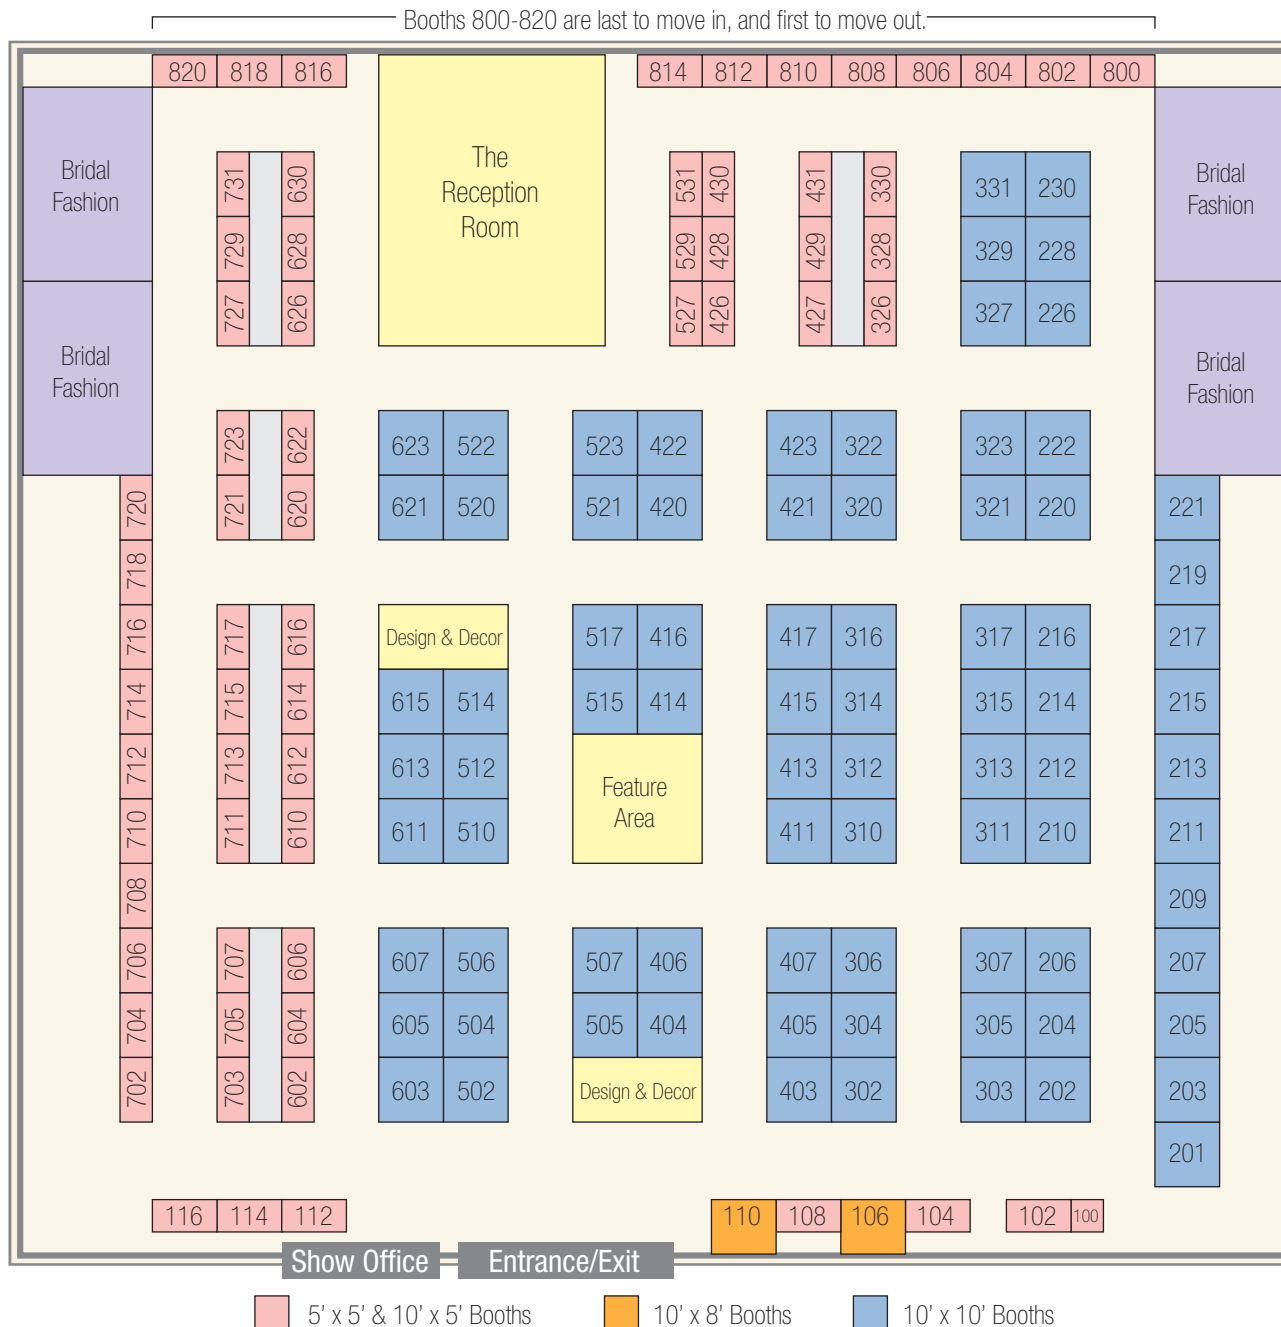 Booths 800-820 are last to move in, and first to move out.
820 818 816 814 812 810 808 806 804 802 800
Bridal
Fashion
The
Reception
Room
Bridal
Fashion
731 630 531 430 431 330 331 230
729 628 529 428 429 328 329 228
727 626 527 426 427 326 327 226
Bridal
Fashion
Bridal
Fashion
723 622 623 522 523 422 423 322 323 222
720 721 620 621 520 521 420 421 320 321 220 221
718 219
716 717 616 Design & Decor 517 416 417 316 317 216 217
714 715 614 615 514 515 414 415 314 315 214 215
712 713 612 613 512 413 312 313 212 213
Feature
Area
710 711 610 611 510 411 310 311 210 211
708 209
706 707 606 607 506 507 406 407 306 307 206 207
704 705 604 605 504 505 404 405 304 305 204 205
702 703 602 603 502 Design & Decor 403 302 303 202 203
201
116 114 112 110 108 106 104 102 100
Show Office Entrance/Exit
5' x 5' & 10' x 5' Booths 10' x 8' Booths 10' x 10' Booths